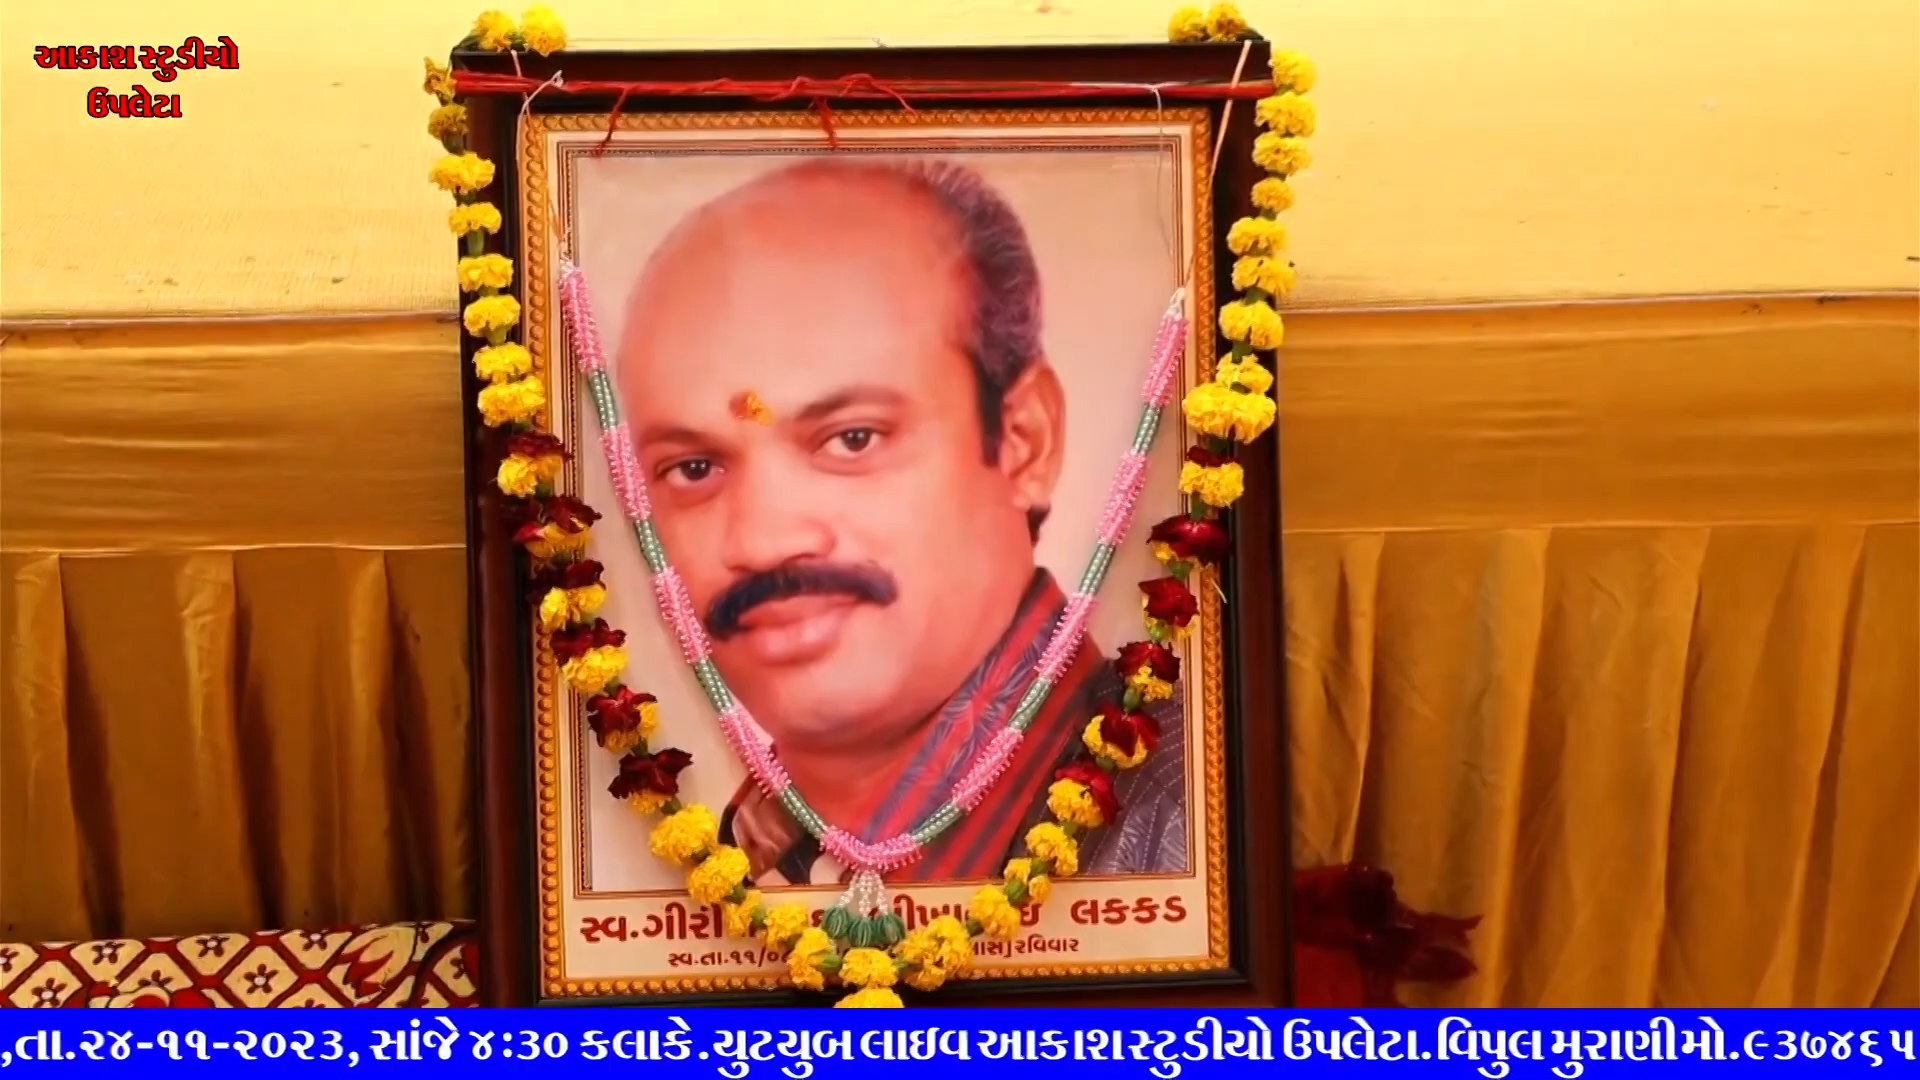 આકાશ સ્ટુડીયો
ઉપલેટા
લકકડ
રવિવાર
સ્વ.તા.૧૧/૦
,તા.૨૪-૧૧-૨૦૨૩, સાંજે ૪:૩૦ કલાકે.યુટયુબ લાઇવ આકાશ સ્ટુડીયો ઉપલેટા.વિપુલ મુરાણી મો.૯૩૭૪૬૫